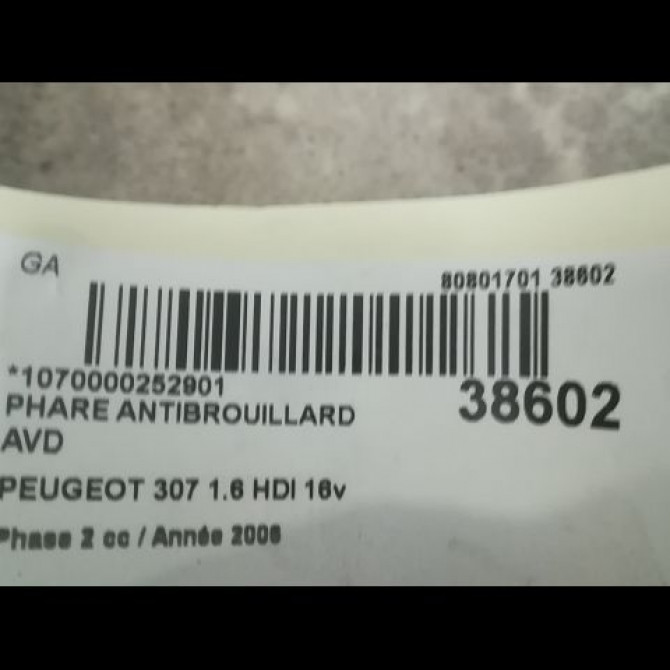 GA
80801701 38602
*1070000252901
38602
PHARE ANTIBROUILLARD
AVD
PEUGEOT 307 1.6 HDI 16v
Phase 2 cc / Année 2006